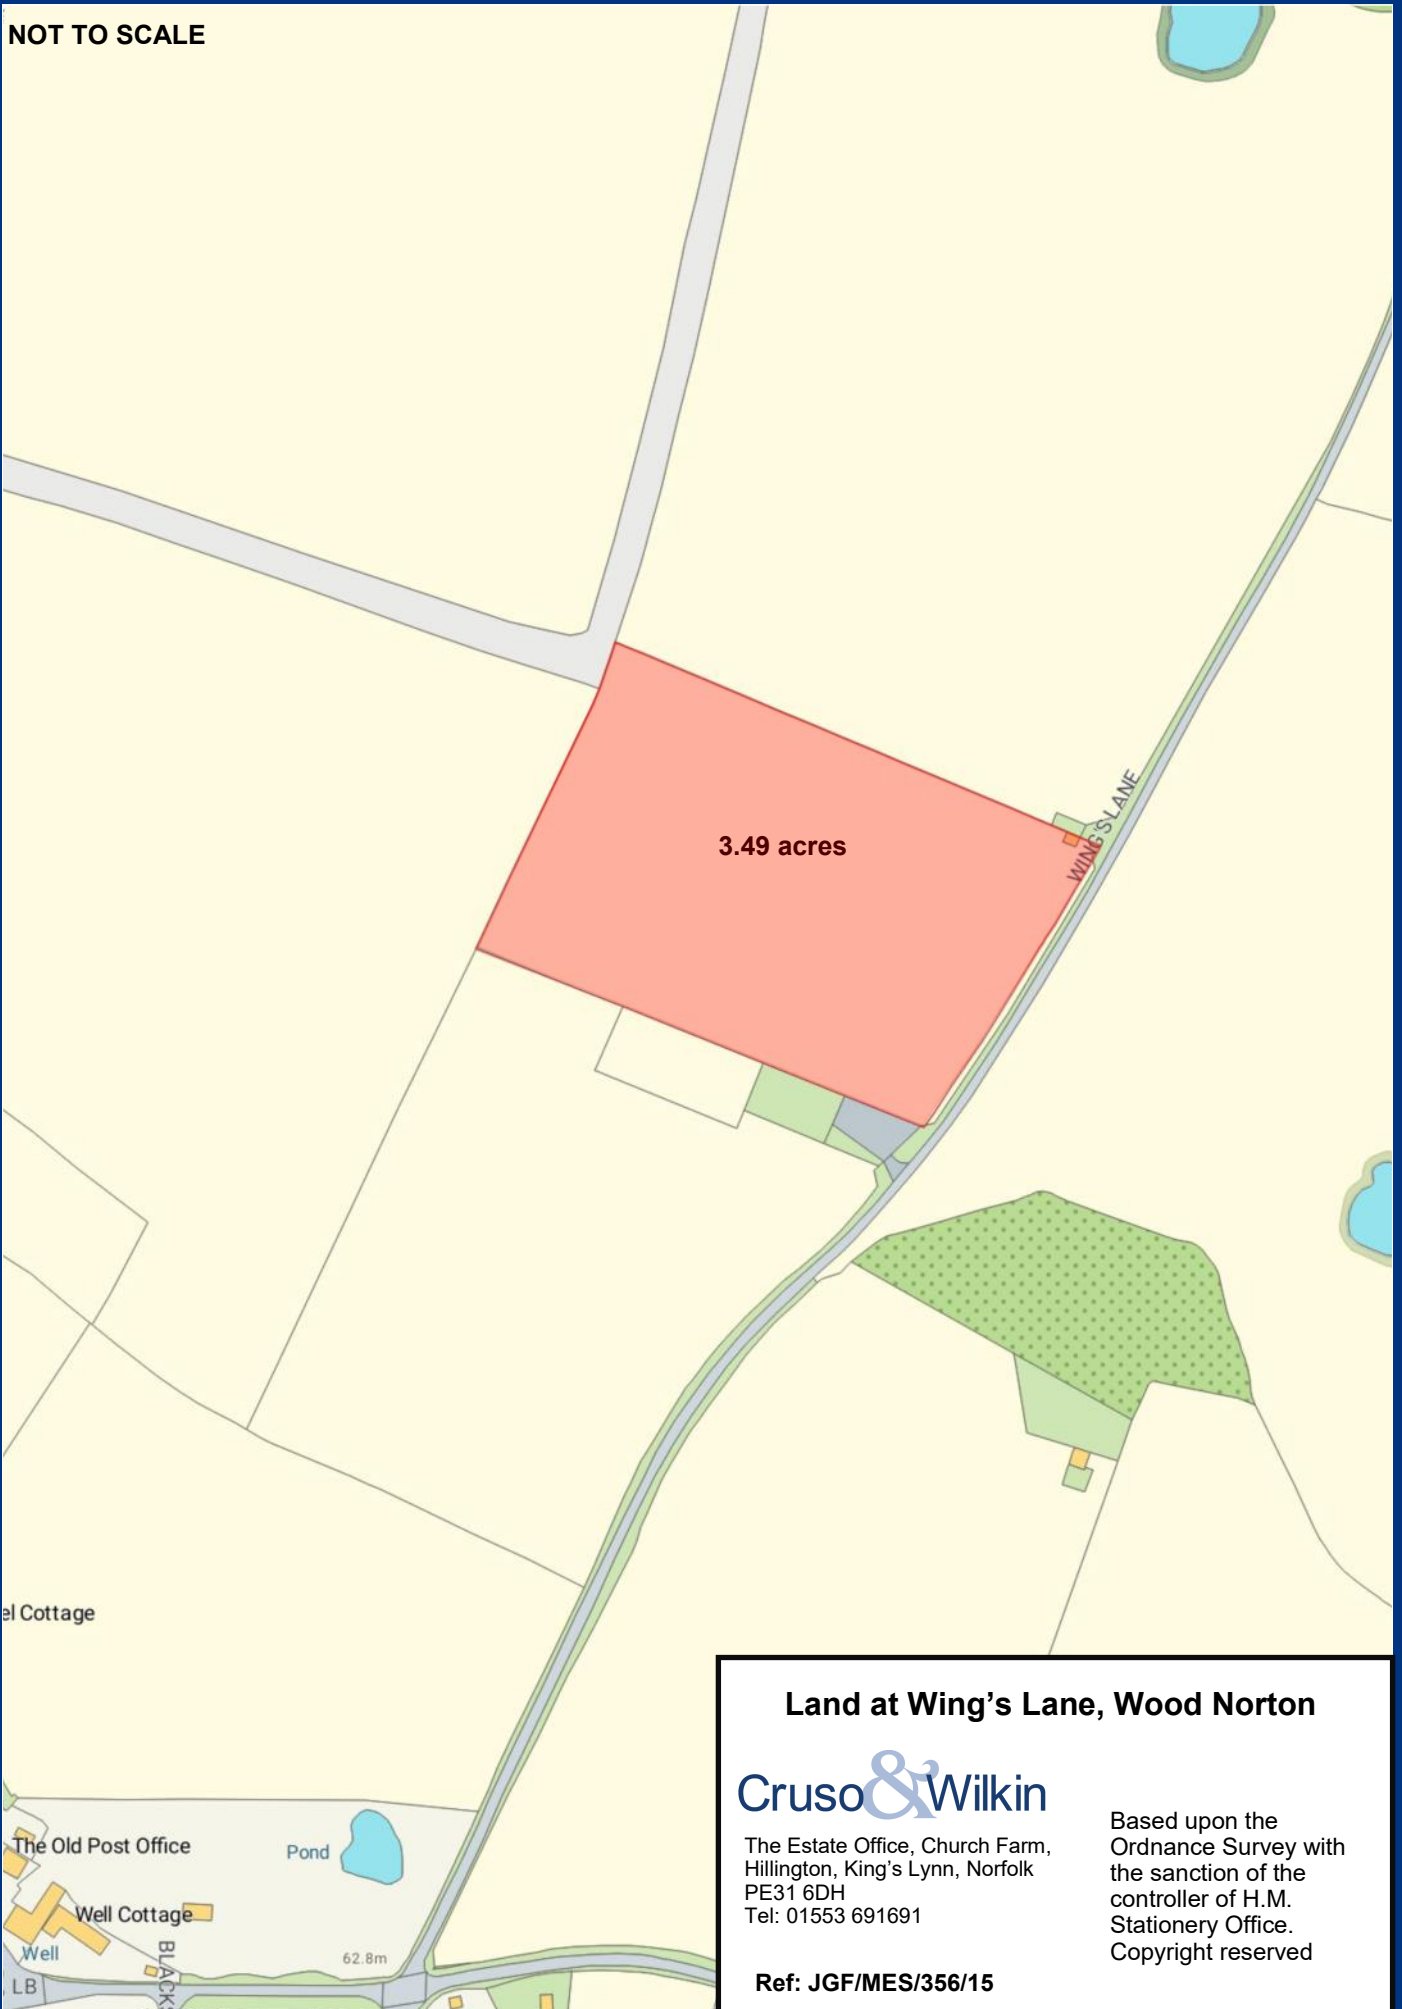 NOT TO SCALE
3.49 acres
WING'S LANE
el Cottage
The Old Post Office
Pond
Well Cottage
Well
62.8m
BLACKS
LB
Land at Wing’s Lane, Wood Norton
Cruso & Wilkin
The Estate Office, Church Farm,
Hillington, King’s Lynn, Norfolk
PE31 6DH
Tel: 01553 691691
Based upon the
Ordnance Survey with
the sanction of the
controller of H.M.
Stationery Office.
Copyright reserved
Ref: JGF/MES/356/15